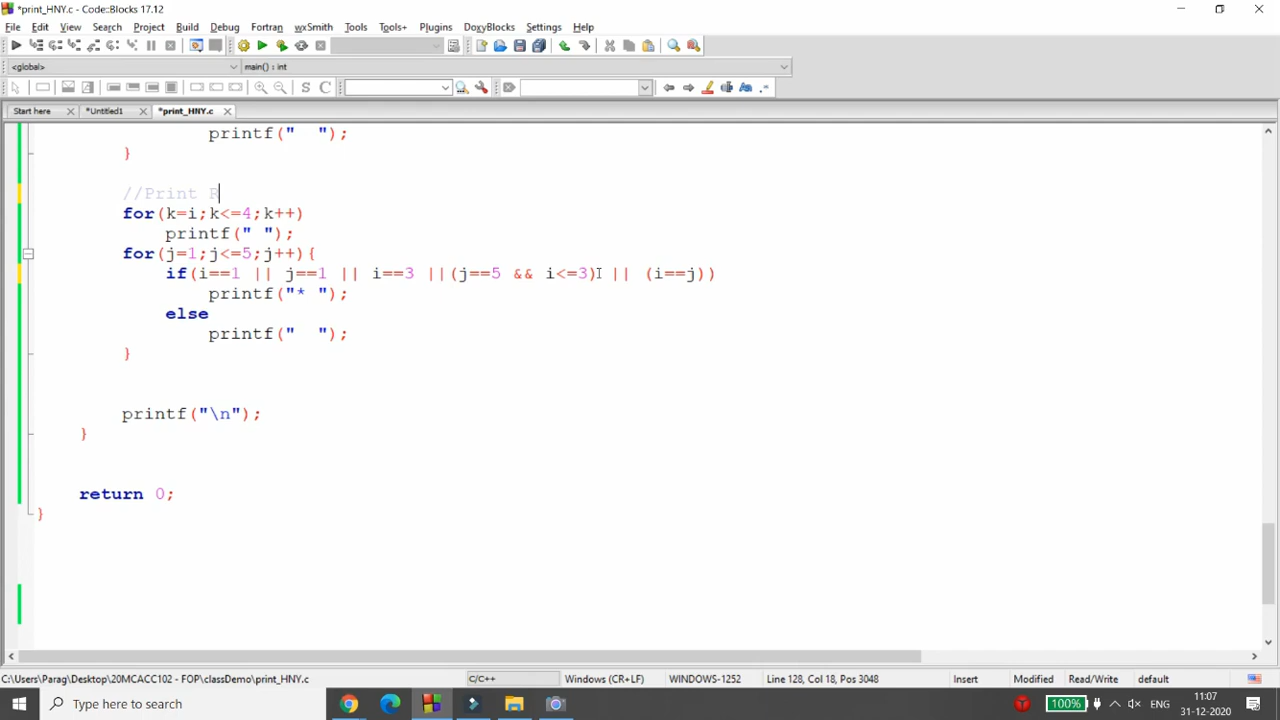 *print_HNY.c - Code::Blocks 17.12
File Edit View Search Project Build Debug Fortran wxSmith Tools Tools+ Plugins DoxyBlocks Settings Help
<global> main() : int
S C
Start here *Untitled1 *print_HNY.c
printf("  ");
}
//Print R
for(k=i;k<=4;k++)
printf(" ");
for(j=1;j<=5;j++){
if(i==1 || j==1 || i==3 ||(j==5 && i<=3) || (i==j))
printf("* ");
else
printf("  ");
}
printf("\n");
}
return 0;
}
C:\Users\Parag\Desktop\20MCACC102 - FOP\classDemo\print_HNY.c C/C++ Windows (CR+LF) WINDOWS-1252 Line 128, Col 18, Pos 3048 Insert Modified Read/Write default
Type here to search 100% ENG 11:07 31-12-2020